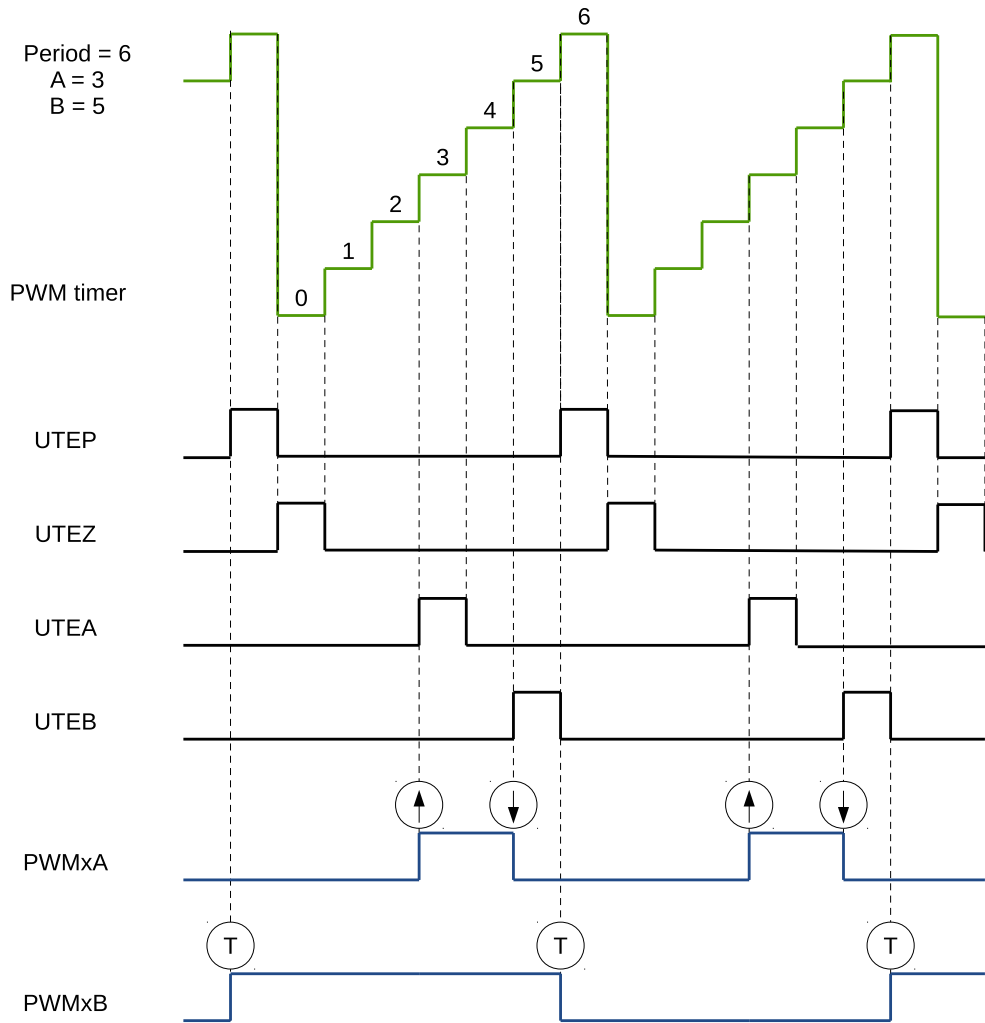 6
Period = 6
A = 3
B = 5
5
4
3
2
1
0
PWM timer
UTEP
UTEZ
UTEA
UTEB
PWMxA
T T T
PWMxB